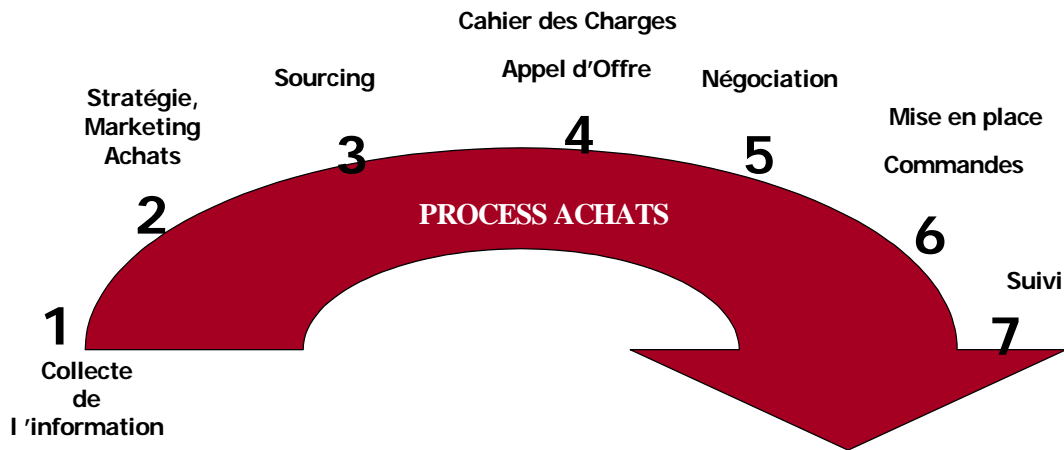 1
Collecte
de
l 'information
2
Stratégie,
Marketing
Achats
3
Sourcing
4
Cahier des Charges
Appel d'Offre
5
Négociation
6
Mise en place
Commandes
7
Suivi
PROCESS ACHATS